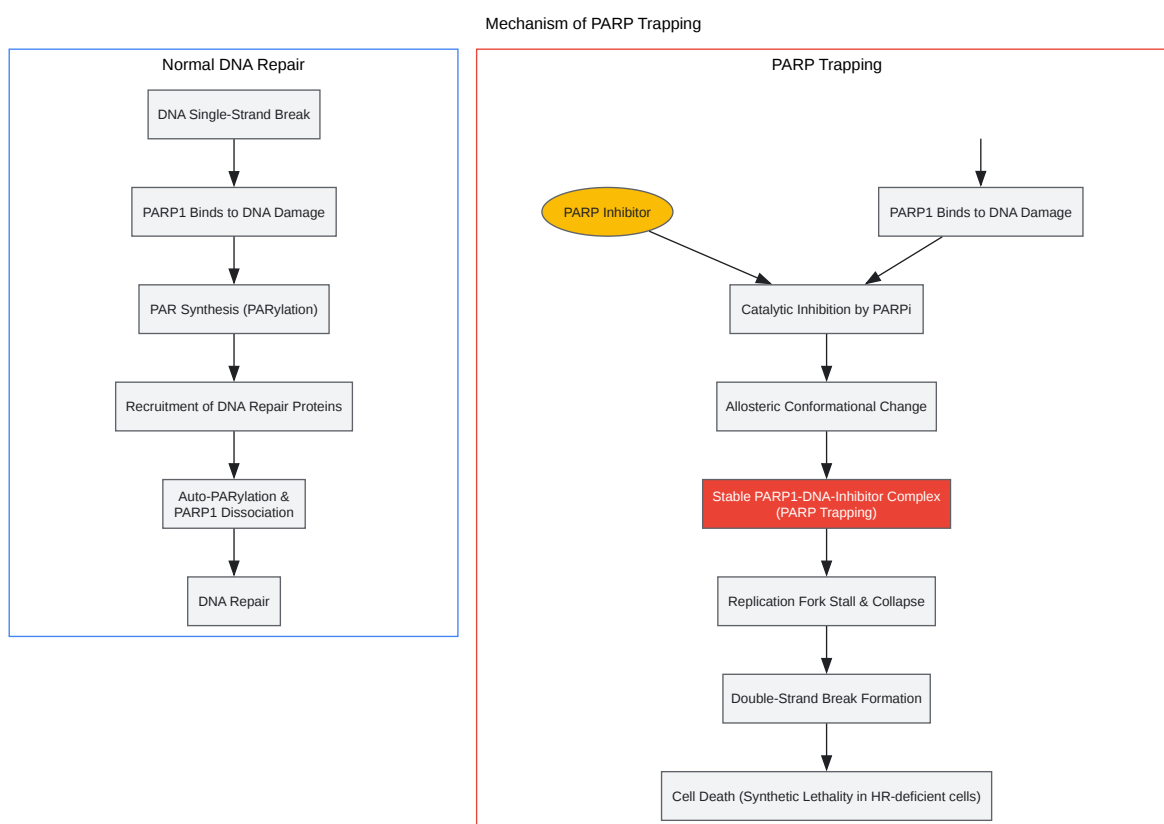 Mechanism of PARP Trapping
Normal DNA Repair
DNA Single-Strand Break
PARP1 Binds to DNA Damage
PAR Synthesis (PARylation)
Recruitment of DNA Repair Proteins
Auto-PARylation &
PARP1 Dissociation
DNA Repair
PARP Trapping
PARP Inhibitor
PARP1 Binds to DNA Damage
Catalytic Inhibition by PARPi
Allosteric Conformational Change
Stable PARP1-DNA-Inhibitor Complex
(PARP Trapping)
Replication Fork Stall & Collapse
Double-Strand Break Formation
Cell Death (Synthetic Lethality in HR-deficient cells)